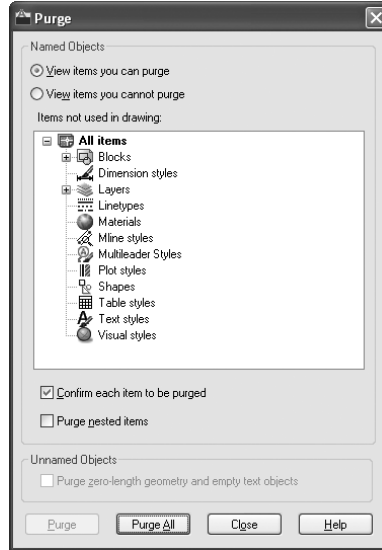 Purge
Named Objects
View items you can purge
View items you cannot purge
Items not used in drawing:
All items
Blocks
Dimension styles
Layers
Linetypes
Materials
Mline styles
Multileader Styles
Plot styles
Shapes
Table styles
Text styles
Visual styles
Confirm each item to be purged
Purge nested items
Unnamed Objects
Purge zero-length geometry and empty text objects
Purge Purge All Close Help